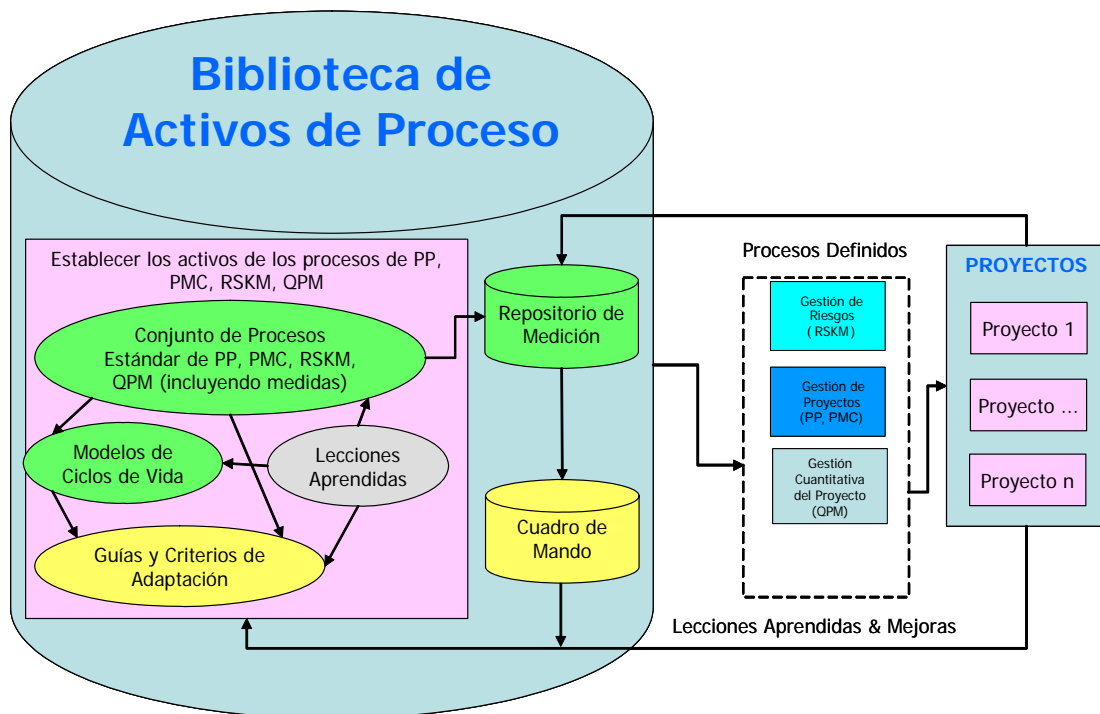 Biblioteca de
Activos de Proceso
Establecer los activos de los procesos de PP,
PMC, RSKM, QPM
Conjunto de Procesos
Estándar de PP, PMC, RSKM,
QPM (incluyendo medidas)
Modelos de
Ciclos de Vida
Lecciones
Aprendidas
Guías y Criterios de
Adaptación
Repositorio de
Medición
Cuadro de
Mando
Procesos Definidos
Gestión de
Riesgos
( RSKM)
Gestión de
Proyectos
(PP, PMC)
Gestión
Cuantitativa
del Proyecto
(QPM)
PROYECTOS
Proyecto 1
Proyecto ...
Proyecto n
Lecciones Aprendidas & Mejoras